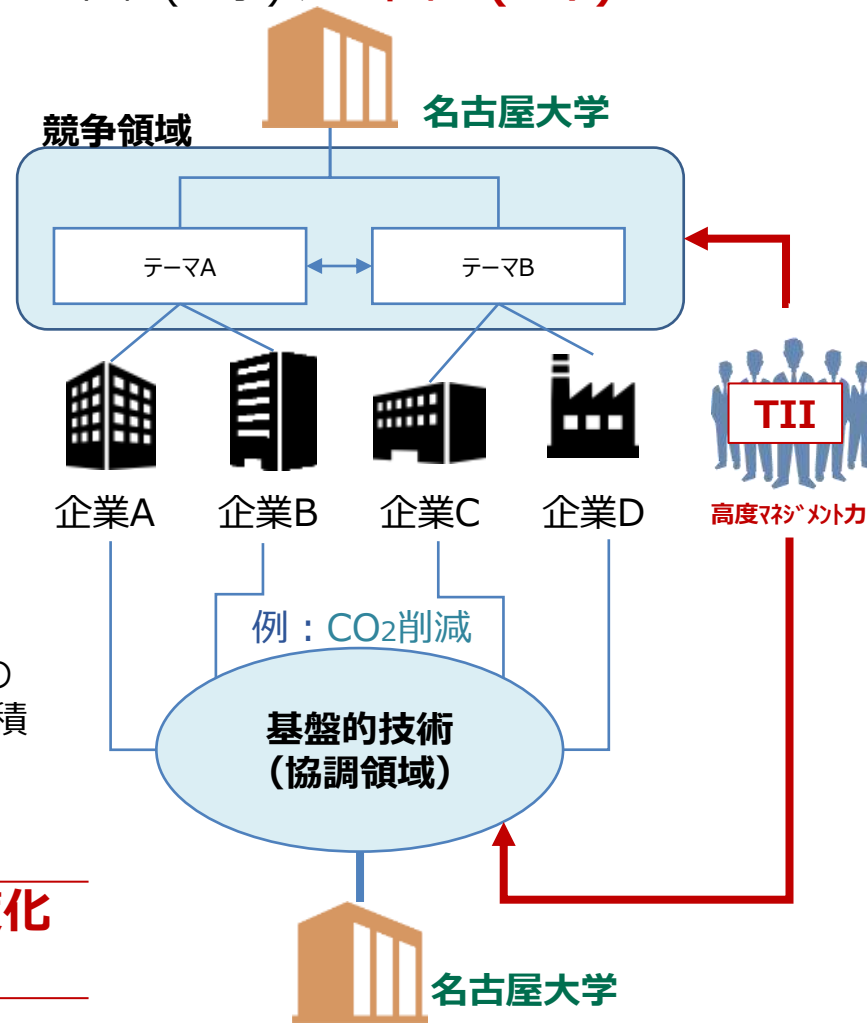 名古屋大学
競争領域
テーマA
テーマB
TII
高度ﾏﾈｼﾞﾒﾝﾄ力
企業A
企業B
企業C
企業D
例：CO2削減
の
積
基盤的技術
（協調領域）
化
名古屋大学